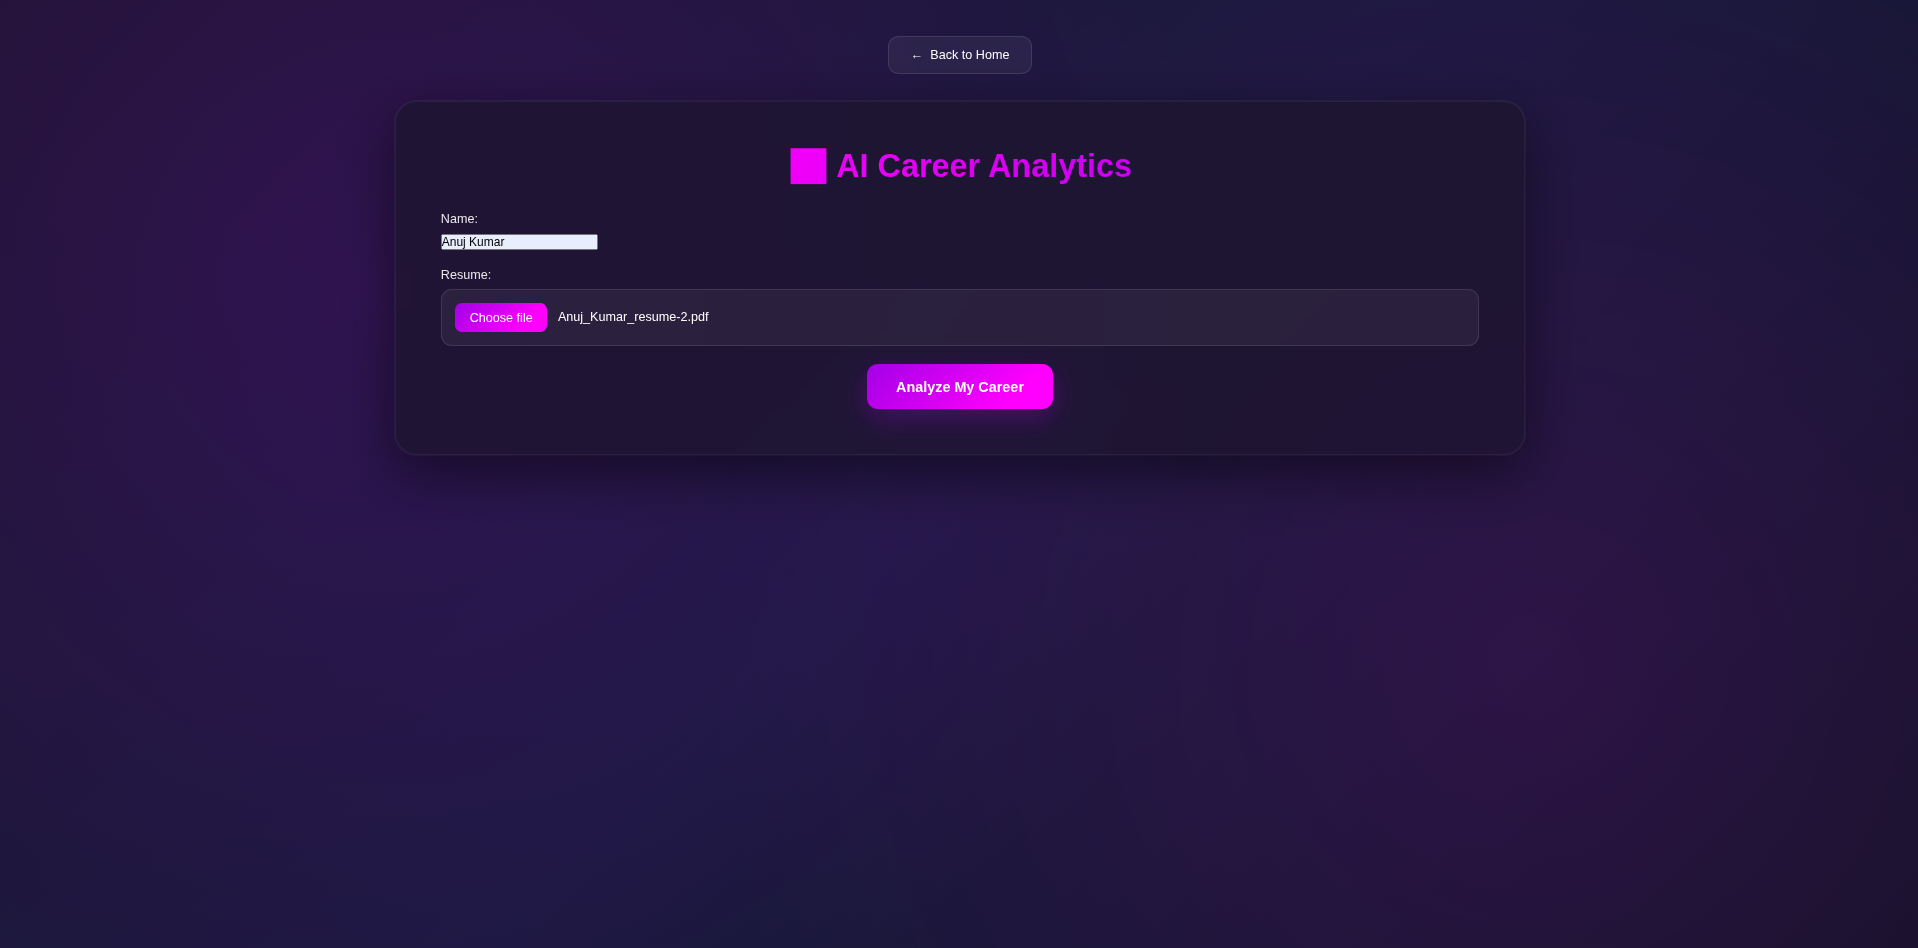 ← Back to Home
AI Career Analytics
Name:
Anuj Kumar
Resume:
Choose file Anuj_Kumar_resume-2.pdf
Analyze My Career